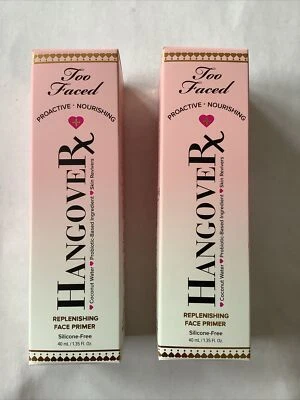 Too
Faced
PROACTIVE • NOURISHING
HANGOVERX
Coconut Water ♥ Probiotic-Based Ingredient ♥ Skin Revivers
REPLENISHING
FACE PRIMER
Silicone-Free
40 mL / 1.35 Fl. Oz.
Too
Faced
PROACTIVE • NOURISHING
HANGOVERX
Coconut Water ♥ Probiotic-Based Ingredient ♥ Skin Revivers
REPLENISHING
FACE PRIMER
Silicone-Free
40 mL / 1.35 Fl. Oz.